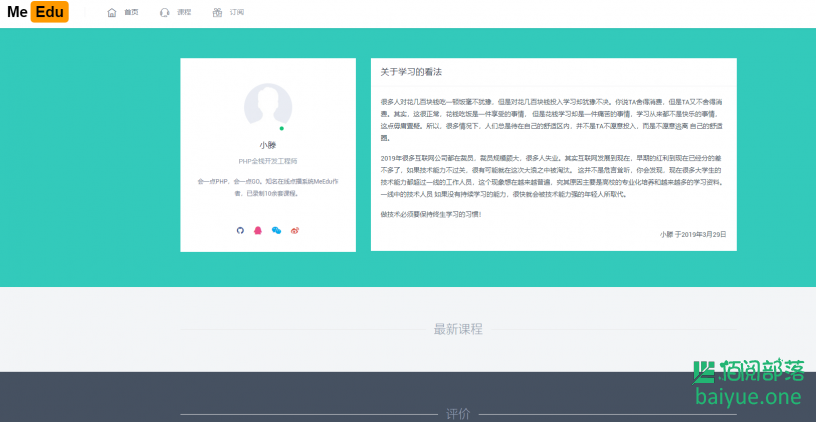 Me Edu
首页
课程
订阅
小滕
PHP全栈开发工程师
会一点PHP，会一点GO。知名在线点播系统MeEdu作
者，已录制10余套课程。
关于学习的看法
很多人对花几百块钱吃一顿饭毫不犹豫，但是对花几百块钱投入学习却犹豫不决。你说TA舍得消费，但是TA又不舍得消
费。其实，这很正常，花钱吃饭是一件享受的事情，但是花钱学习却是一件痛苦的事情，学习从来都不是快乐的事情，
这点毋庸置疑。所以，很多情况下，人们总是待在自己的舒适区内，并不是TA不愿意投入，而是不愿意逃离 自己的舒适
圈。
2019年很多互联网公司都在裁员，裁员规模颇大，很多人失业。其实互联网发展到现在，早期的红利到现在已经分的差
不多了，如果技术能力不过关，很有可能就在这次大浪之中被淘汰。 这并不是危言耸听，你会发现，现在很多大学生的
技术能力都超过一线的工作人员，这个现象想在越来越普遍，究其原因主要是高校的专业化培养和越来越多的学习资料。
一线中的技术人员 如果没有持续学习的能力，很快就会被技术能力强的年轻人所取代。
做技术必须要保持终生学习的习惯！
小滕 于2019年3月29日
最新课程
评价
佰阅部落
baiyue.one